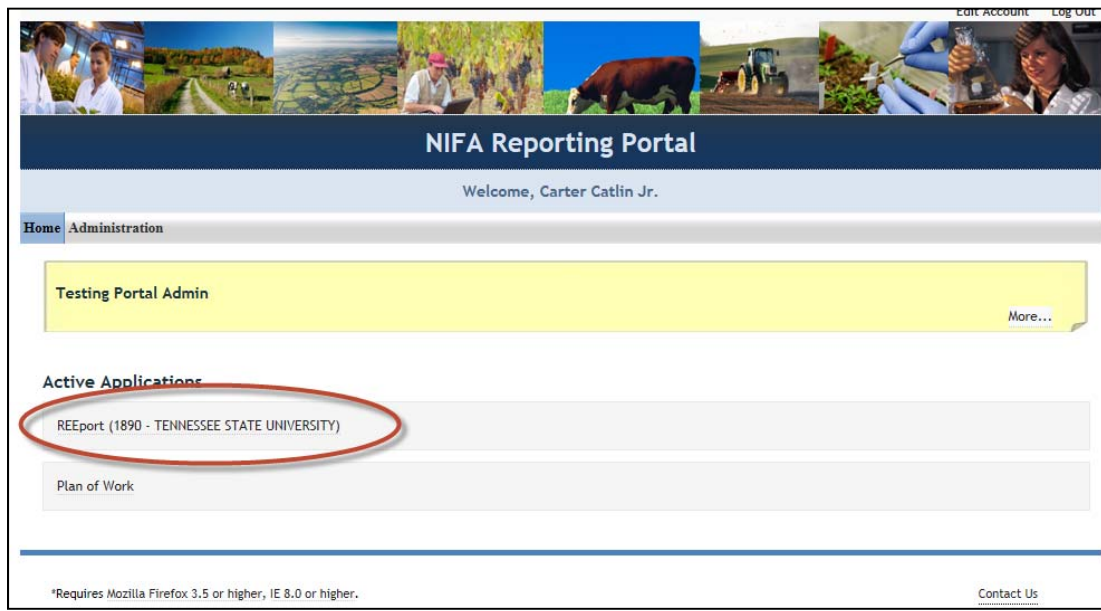 Edit Account Log Out
NIFA Reporting Portal
Welcome, Carter Catlin Jr.
Home Administration
Testing Portal Admin
More...
Active Applications
REEport (1890 - TENNESSEE STATE UNIVERSITY)
Plan of Work
*Requires Mozilla Firefox 3.5 or higher, IE 8.0 or higher. Contact Us